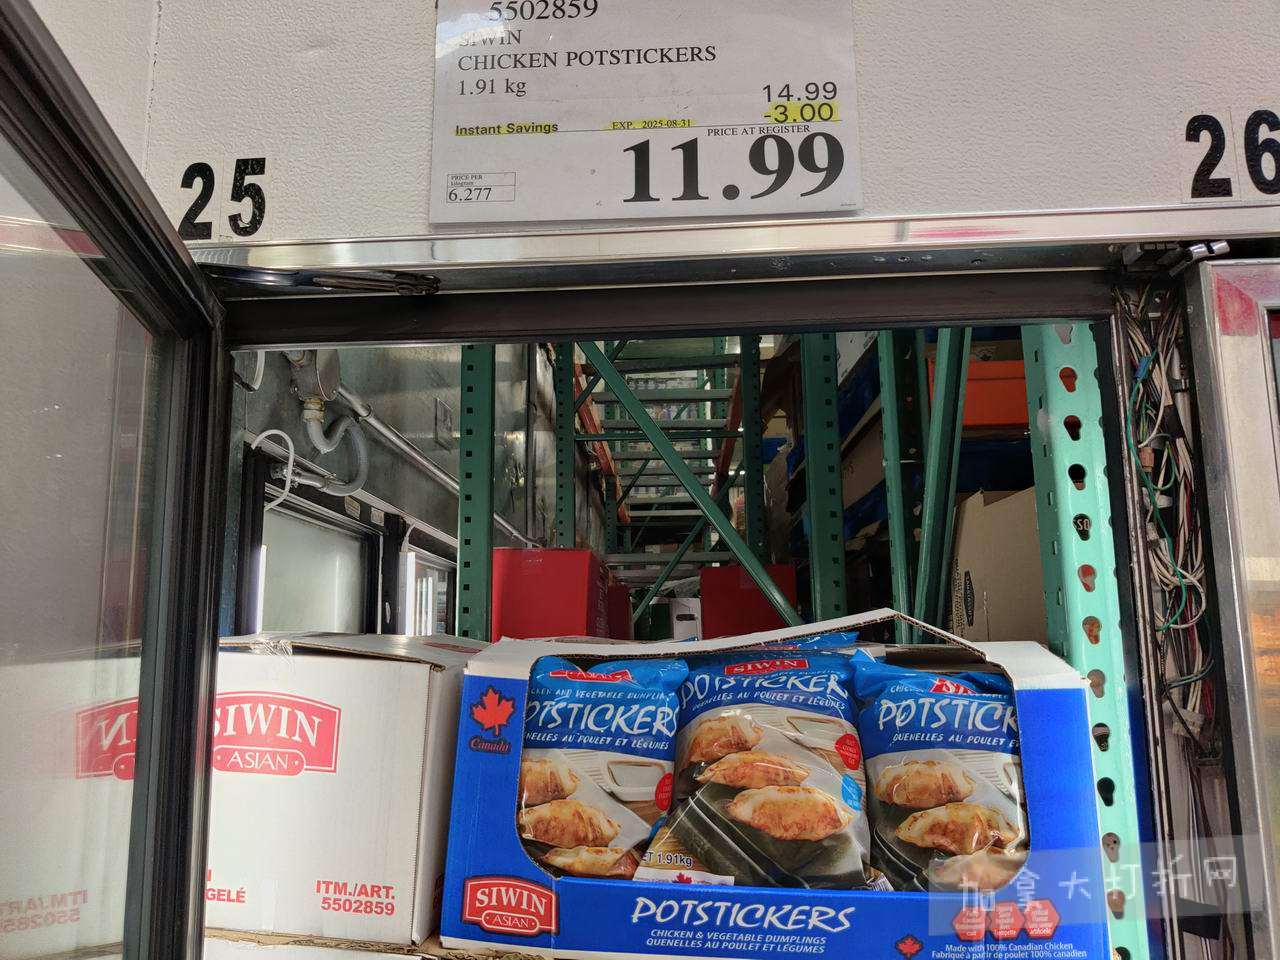 5502859
SIWIN
CHICKEN POTSTICKERS
1.91 kg
14.99
-3.00
Instant Savings
EXP. 2025-08-31
PRICE AT REGISTER
11.99
PRICE PER
kilogram
6.277
25
26
SIWIN
ASIAN
GELÉ
ITM./ART.
5502859
Canada
POTSTICKERS
QUENELLES AU POULET ET LÉGUMES
SIWIN
POTSTICKER
QUENELLES AU POULET ET LÉGUMES
POTSTICK
QUENELLES AU POULET ET LÉGUM
ET 1.91kg
SIWIN
ASIAN
POTSTICKERS
CHICKEN & VEGETABLE DUMPLINGS
QUENELLES AU POULET ET LÉGUMES
Made with 100% Canadian Chicken
Fabriqué à partir de poulet 100% canadien
加拿大打折网